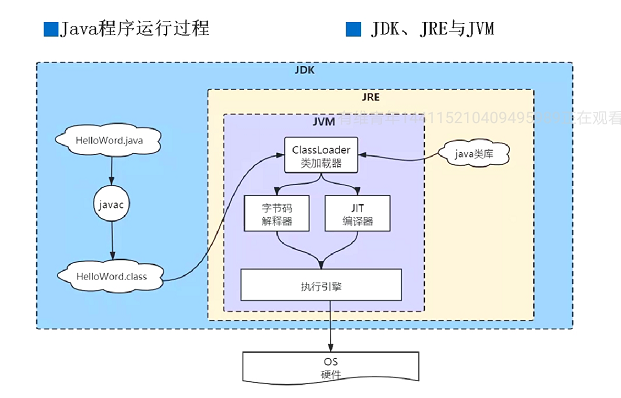 Java程序运行过程
JDK、JRE与JVM
JDK
JRE
JVM
HelloWord.java
ClassLoader
类加载器
java类库
javac
字节码
解释器
JIT
编译器
HelloWord.class
执行引擎
OS
硬件
在观看